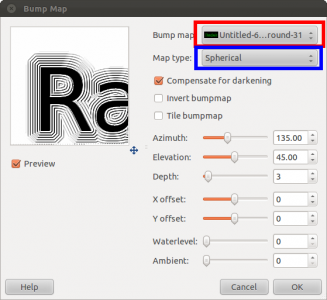 Bump Map
Ra
Bump map: Untitled-6...round-31
Map type: Spherical
Compensate for darkening
Invert bumpmap
Tile bumpmap
Azimuth: 135.00
Elevation: 45.00
Depth: 3
X offset: 0
Y offset: 0
Waterlevel: 0
Ambient: 0
Preview
Help
Cancel
OK